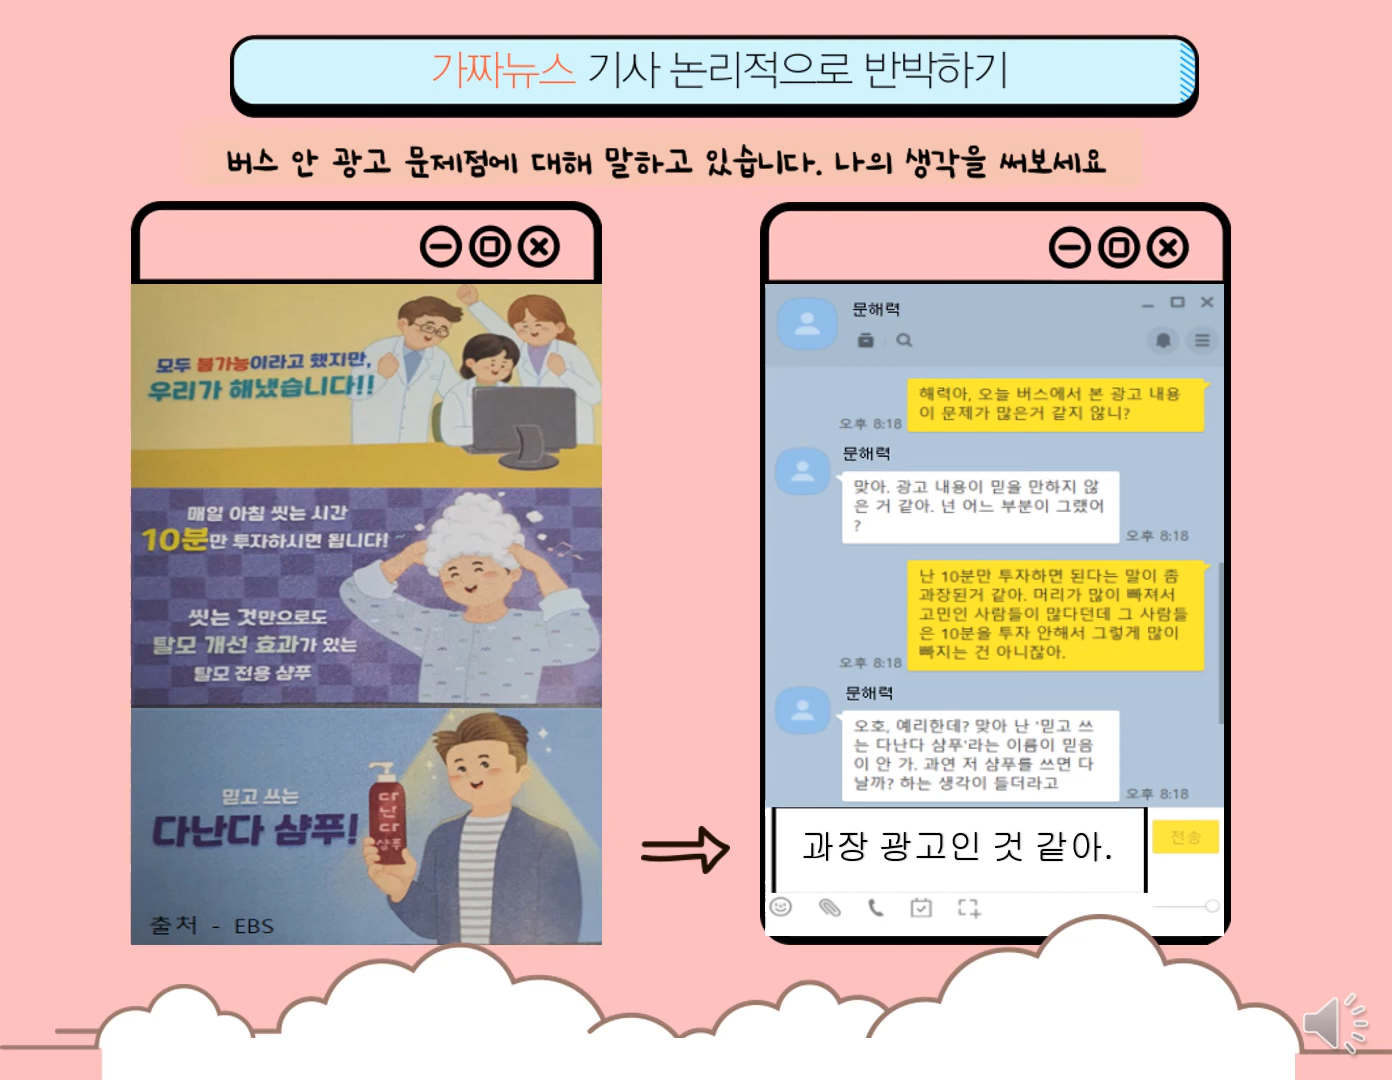 가짜뉴스 기사 논리적으로 반박하기
버스 안 광고 문제점에 대해 말하고 있습니다. 나의 생각을 써보세요
모두 불가능이라고 했지만,
우리가 해냈습니다!!
매일 아침 씻는 시간
10분만 투자하시면 됩니다!
씻는 것만으로도
탈모 개선 효과가 있는
탈모 전용 샴푸
믿고 쓰는
다난다 샴푸!
다
난
다
샴푸
출처 - EBS
문해력
해력아, 오늘 버스에서 본 광고 내용
이 문제가 많은거 같지 않니?
오후 8:18
문해력
맞아. 광고 내용이 믿을 만하지 않
은 거 같아. 넌 어느 부분이 그랬어
?
오후 8:18
난 10분만 투자하면 된다는 말이 좀
과장된거 같아. 머리가 많이 빠져서
고민인 사람들이 많다던데 그 사람들
은 10분을 투자 안해서 그렇게 많이
빠지는 건 아니잖아.
오후 8:18
문해력
오호, 예리한데? 맞아 난 '믿고 쓰
는 다난다 샴푸'라는 이름이 믿음
이 안 가. 과연 저 샴푸를 쓰면 다
날까? 하는 생각이 들더라고
오후 8:18
과장 광고인 것 같아.
전송